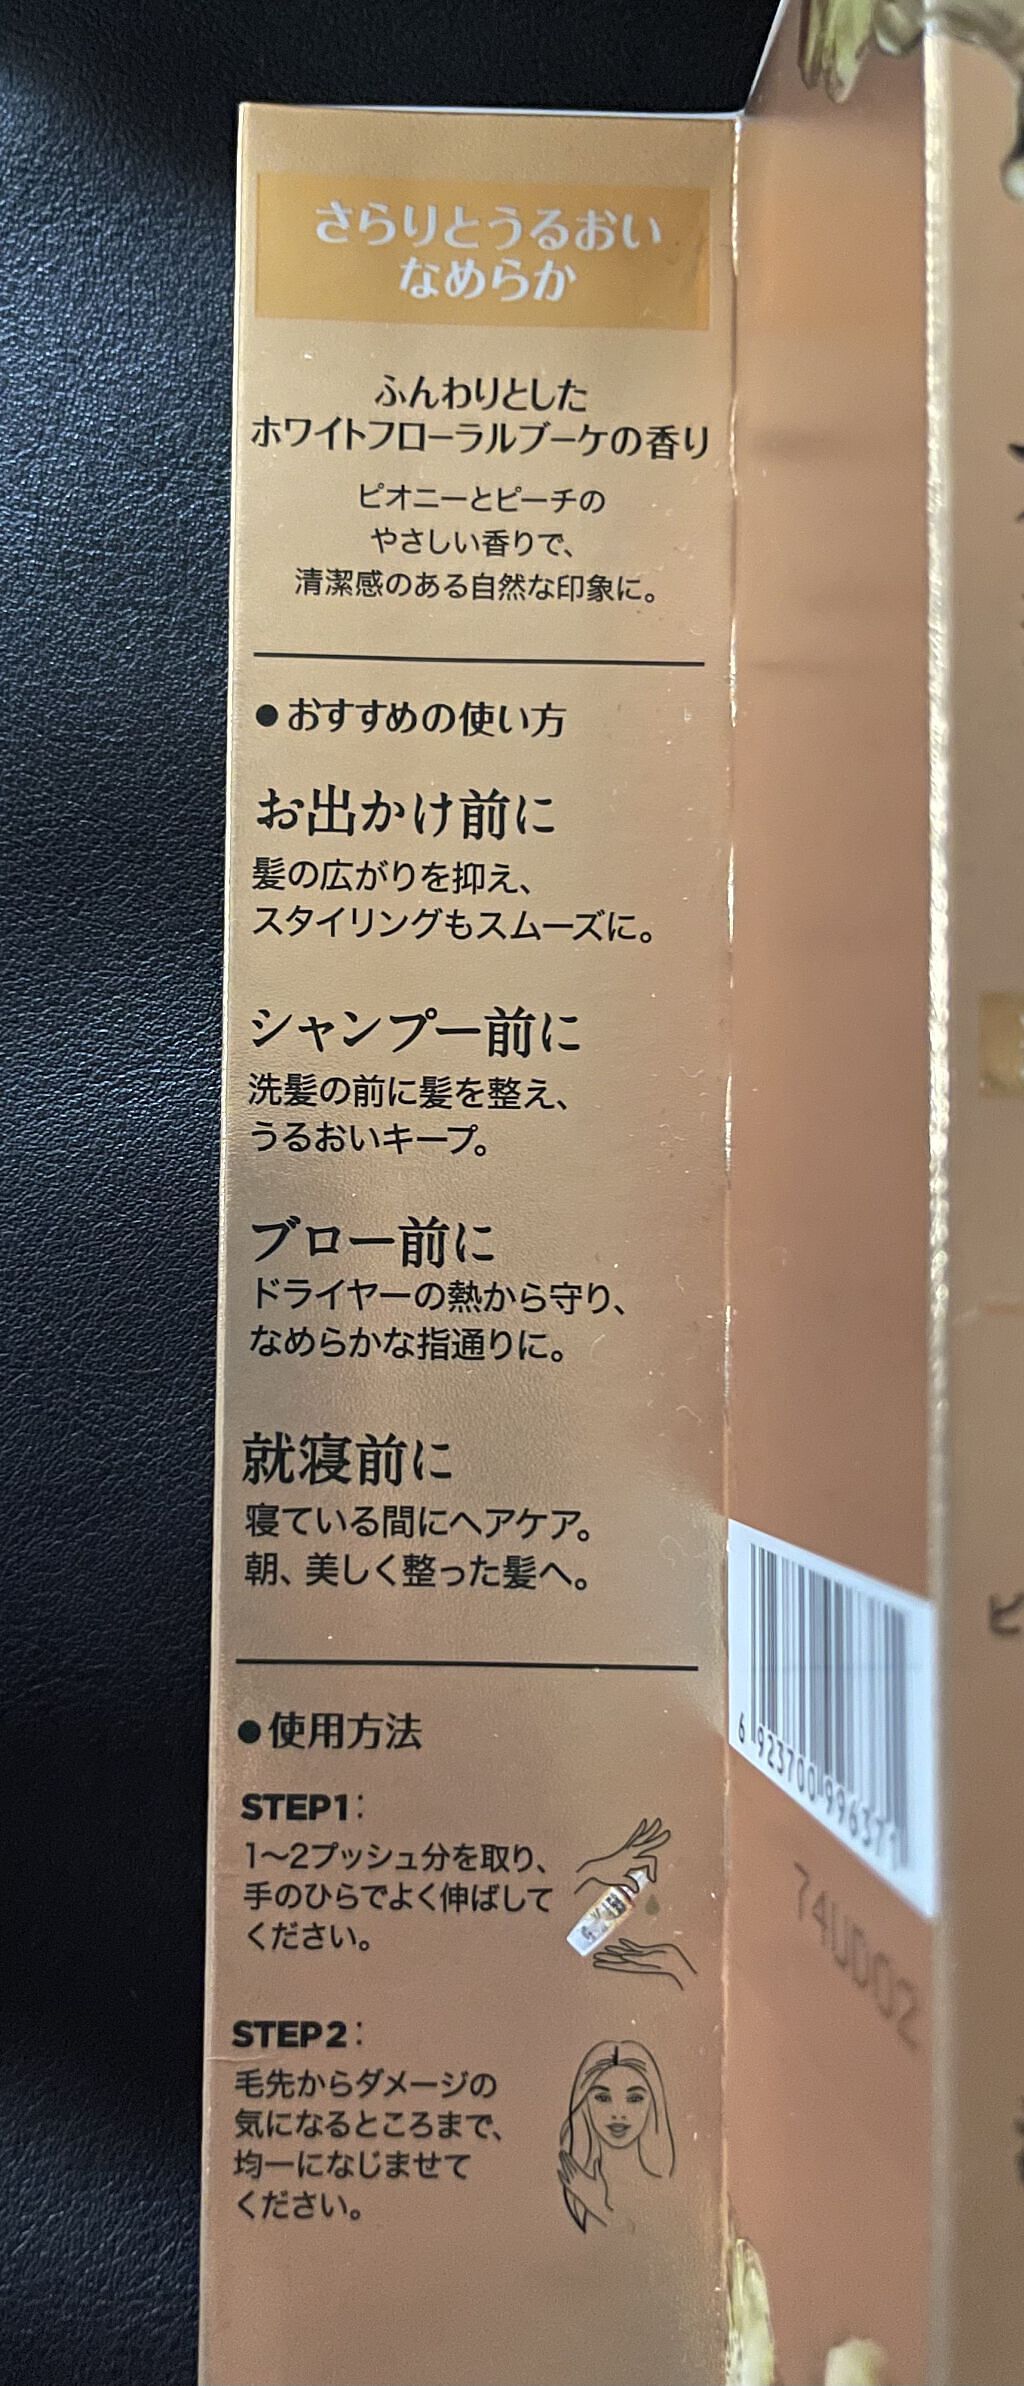 さらりとうるおい
なめらか
ふんわりとした
ホワイトフローラルブーケの香り
ピオニーとピーチの
やさしい香りで、
清潔感のある自然な印象に。
●おすすめの使い方
お出かけ前に
髪の広がりを抑え、
スタイリングもスムーズに。
シャンプー前に
洗髪の前に髪を整え、
うるおいキープ。
ブロー前に
ドライヤーの熱から守り、
なめらかな指通りに。
就寝前に
寝ている間にヘアケア。
朝、美しく整った髪へ。
●使用方法
STEP1:
1〜2プッシュ分を取り、
手のひらでよく伸ばして
ください。
STEP2:
毛先からダメージの
気になるところまで、
均一になじませて
ください。
6 923700 996371